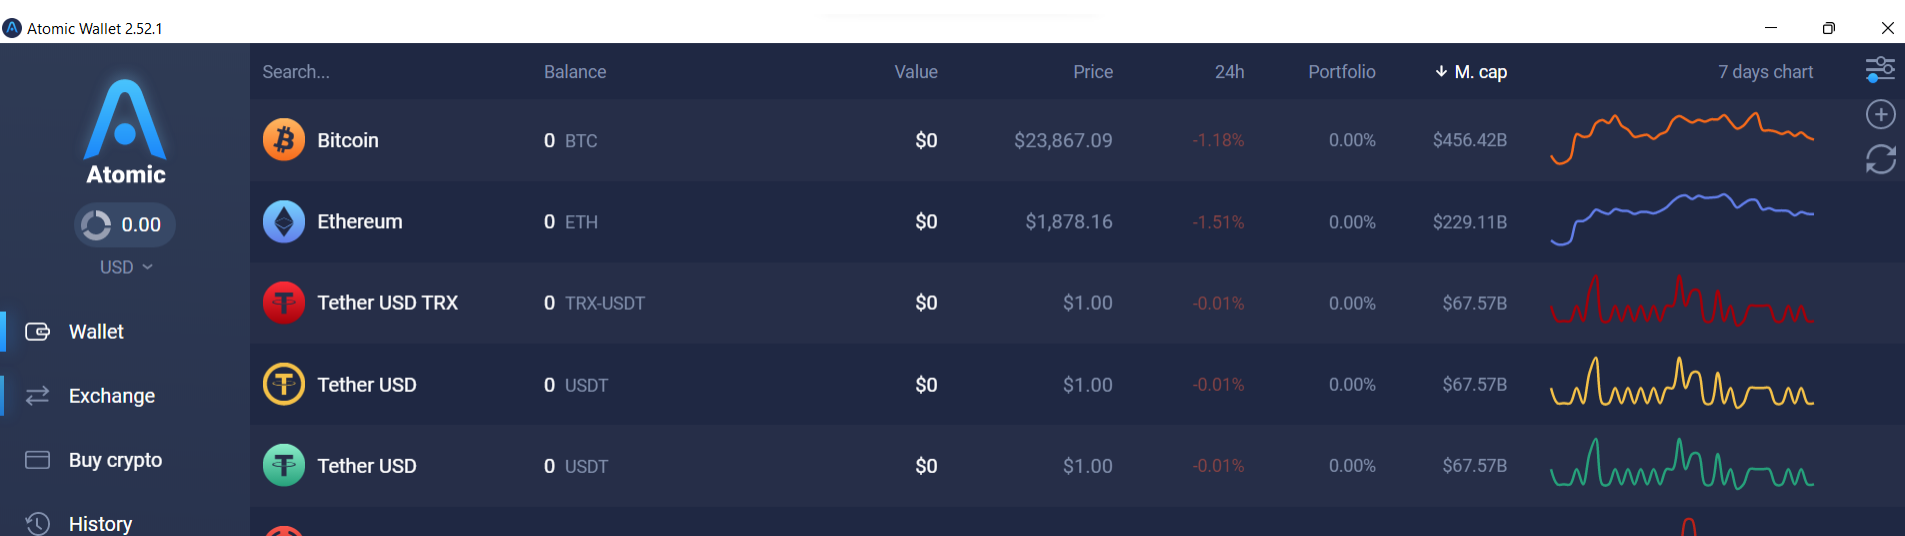 Atomic Wallet 2.52.1
Search... Balance Value Price 24h Portfolio M. cap 7 days chart
Atomic
0.00
USD
Wallet
Exchange
Buy crypto
History
Bitcoin 0 BTC $0 $23,867.09 -1.18% 0.00% $456.42B
Ethereum 0 ETH $0 $1,878.16 -1.51% 0.00% $229.11B
Tether USD TRX 0 TRX-USDT $0 $1.00 -0.01% 0.00% $67.57B
Tether USD 0 USDT $0 $1.00 -0.01% 0.00% $67.57B
Tether USD 0 USDT $0 $1.00 -0.01% 0.00% $67.57B